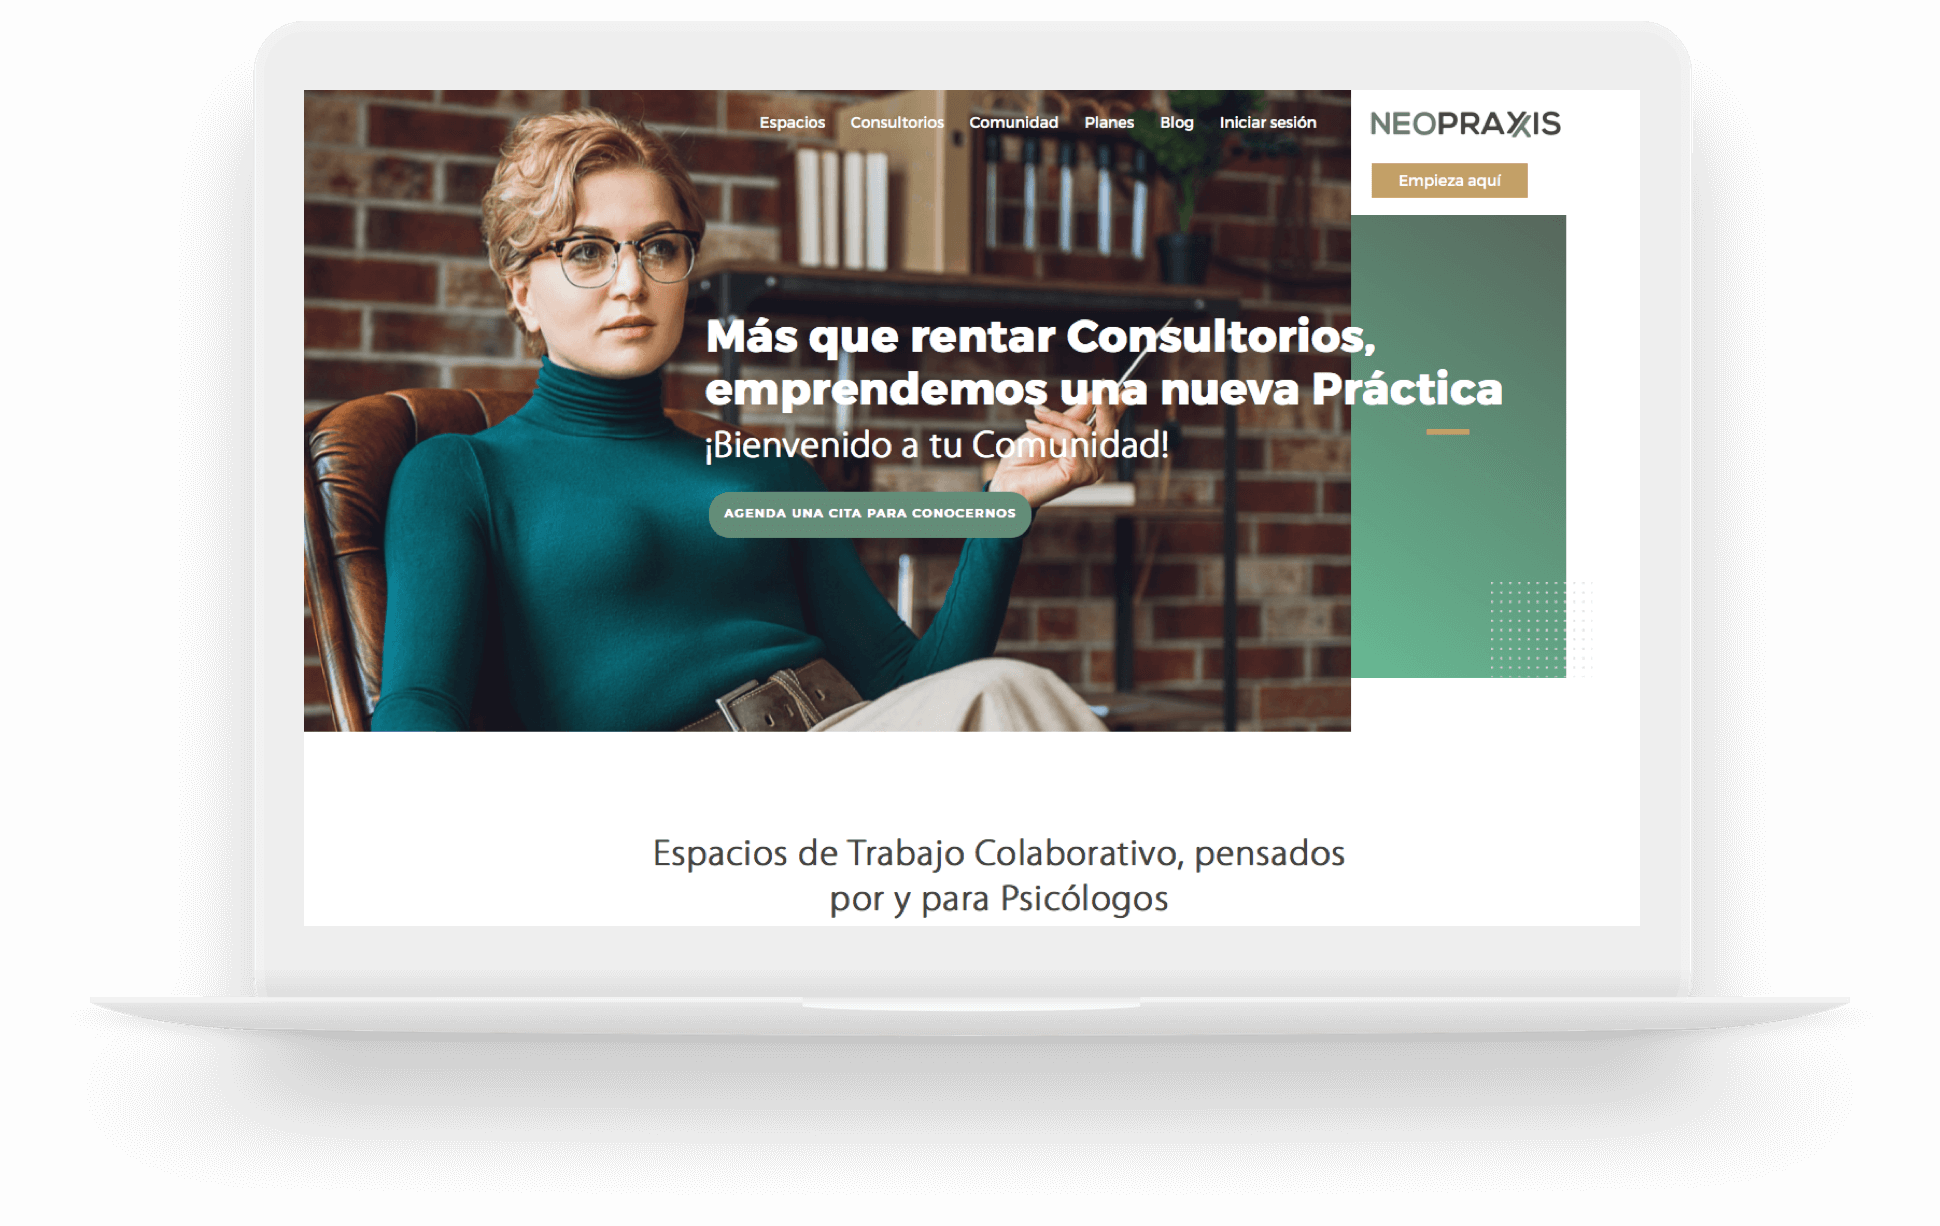 Espacios Consultorios Comunidad Planes Blog Iniciar sesión
NEOPRAXIS
Empieza aquí
Más que rentar Consultorios,
emprendemos una nueva Práctica
¡Bienvenido a tu Comunidad!
AGENDA UNA CITA PARA CONOCERNOS
Espacios de Trabajo Colaborativo, pensados
por y para Psicólogos